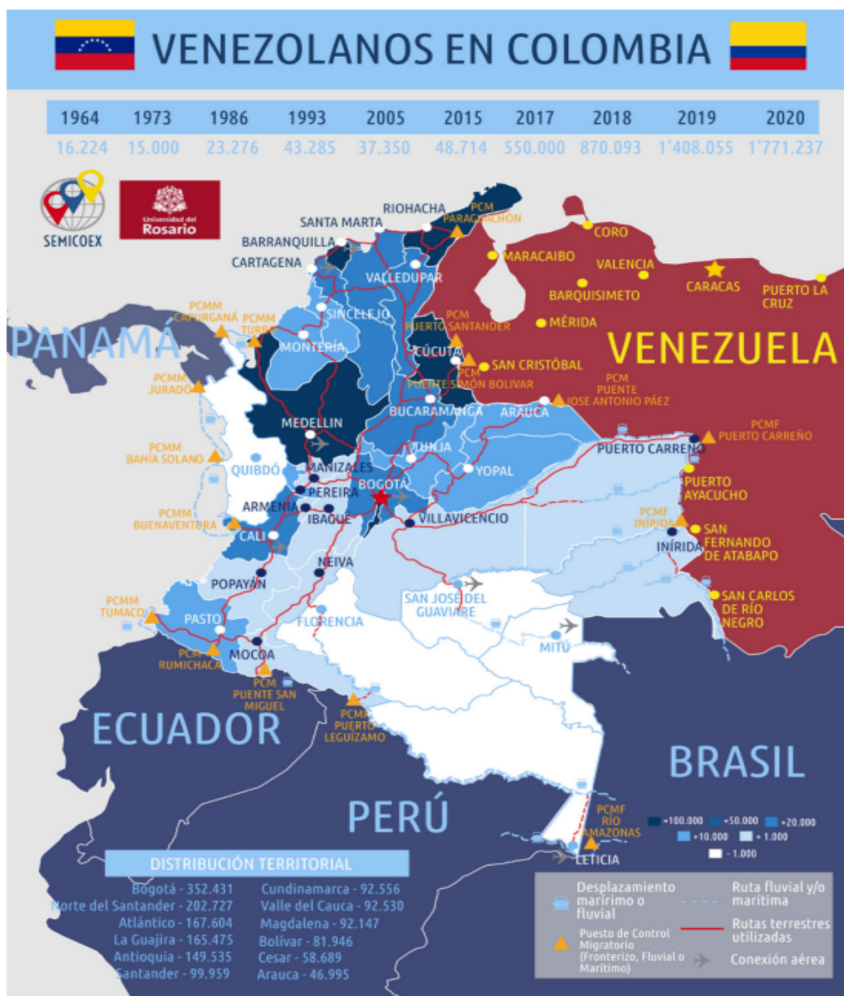 VENEZOLANOS EN COLOMBIA
1964 1973 1986 1993 2005 2015 2017 2018 2019 2020
16.224 15.000 23.276 43.285 37.350 48.714 550.000 870.093 1'408.055 1'771.237
SEMICOEX
Universidad del
Rosario
RIOHACHA
SANTA MARTA
BARRANQUILLA
CARTAGENA
PCM
PARAGUACHÓN
VALLEDUPAR
CORO
MARACAIBO
VALENCIA
BARQUISIMETO
CARACAS
PUERTO LA
CRUZ
MÉRIDA
VENEZUELA
PCMM
CAPURGANÁ
PCMM
TURBO
PANAMÁ
SINCELEJO
MONTERÍA
PCM
PUERTO SANTANDER
CÚCUTA
SAN CRISTÓBAL
PCM
PUENTE SIMÓN BOLIVAR
PCMM
JURADÓ
BUCARAMANGA
ARAUCA
PCM
PUENTE
JOSE ANTONIO PÁEZ
MEDELLIN
PCMF
PUERTO CARREÑO
PUERTO CARREÑO
PCMM
BAHÍA SOLANO
QUIBDÓ
TUNJA
MANIZALES
YOPAL
PUERTO
AYACUCHO
PEREIRA
BOGOTÁ
ARMENIA
IBAGUE
VILLAVICENCIO
PCMM
BUENAVENTURA
CALI
PCMF
INÍRIDA
INÍRIDA
SAN
FERNANDO
DE ATABAPO
POPAYÁN
NEIVA
SAN JOSÉ DEL
GUAVIARE
SAN CARLOS
DE RÍO
NEGRO
PCMM
TUMACO
PASTO
FLORENCIA
MITÚ
MOCOA
PCM
RUMICHACA
PCM
PUENTE SAN
MIGUEL
PCMF
PUERTO
LEGUÍZAMO
ECUADOR
BRASIL
PERÚ
PCMF
RÍO
AMAZONAS
LETICIA
+100.000 +50.000 +20.000
+10.000 + 1.000
- 1.000
DISTRIBUCIÓN TERRITORIAL
Bogotá - 352.431
Norte del Santander - 202.727
Atlántico - 167.604
La Guajira - 165.475
Antioquia - 149.535
Santander - 99.959
Cundinamarca - 92.556
Valle del Cauca - 92.530
Magdalena - 92.147
Bolívar - 81.946
Cesar - 58.689
Arauca - 46.995
Desplazamiento
marírimo o
fluvial
Puesto de Control
Migratorio
(Fronterizo, Fluvial o
Marítimo)
Ruta fluvial y/o
marítima
Rutas terrestres
utilizadas
Conexión aérea